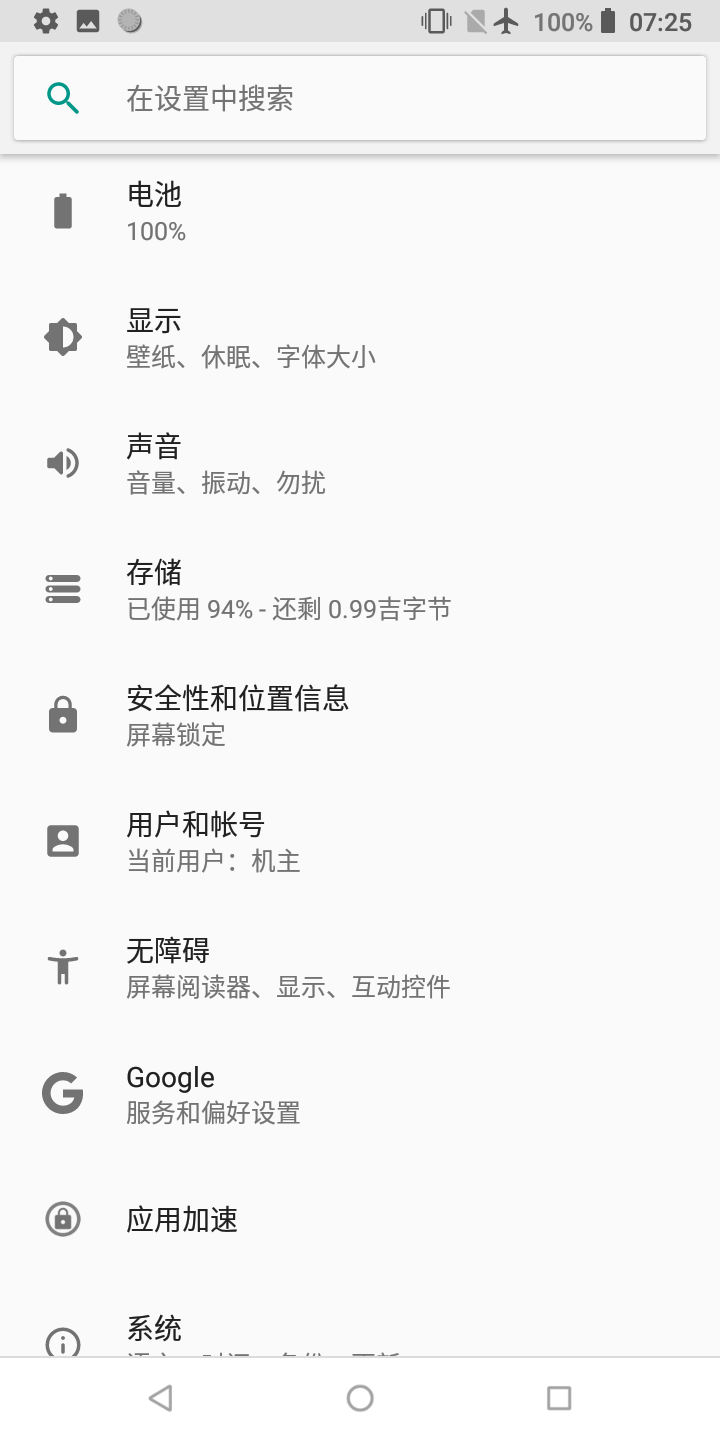 100% 07:25
在设置中搜索
电池
100%
显示
壁纸、休眠、字体大小
声音
音量、振动、勿扰
存储
已使用 94% - 还剩 0.99吉字节
安全性和位置信息
屏幕锁定
用户和帐号
当前用户：机主
无障碍
屏幕阅读器、显示、互动控件
Google
服务和偏好设置
应用加速
系统